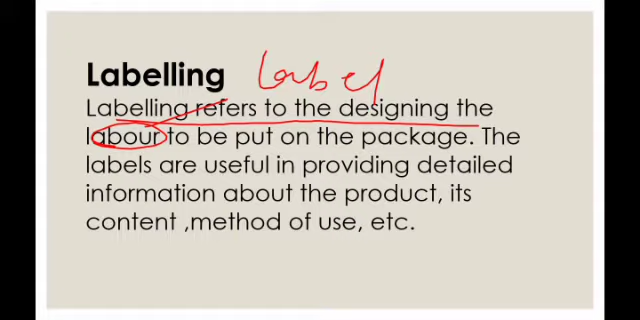 Labelling Label
Labelling refers to the designing the
labour to be put on the package. The
labels are useful in providing detailed
information about the product, its
content ,method of use, etc.